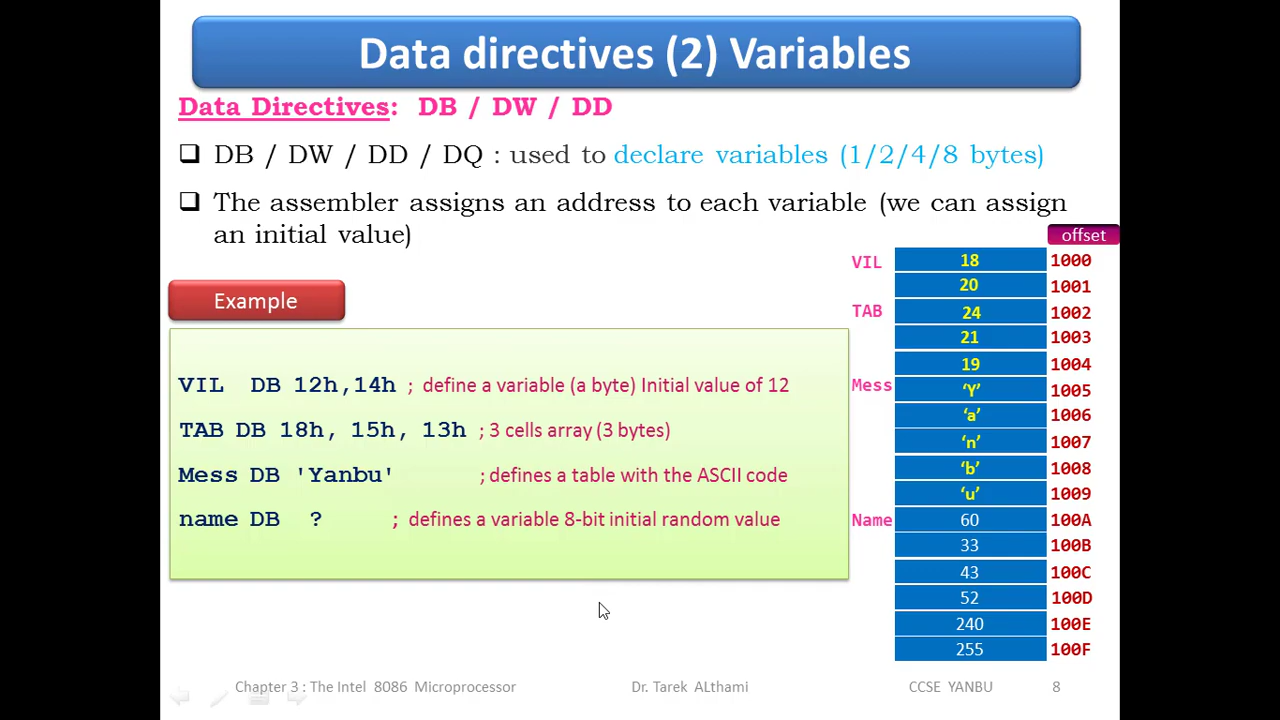 Data directives (2) Variables
Data Directives: DB / DW / DD
DB / DW / DD / DQ : used to declare variables (1/2/4/8 bytes)
The assembler assigns an address to each variable (we can assign
an initial value)
offset
Example
VIL DB 12h,14h ; define a variable (a byte) Initial value of 12
TAB DB 18h, 15h, 13h ; 3 cells array (3 bytes)
Mess DB 'Yanbu' ; defines a table with the ASCII code
name DB ? ; defines a variable 8-bit initial random value
VIL 18 1000
20 1001
TAB 24 1002
21 1003
19 1004
Mess ‘Y’ 1005
‘a’ 1006
‘n’ 1007
‘b’ 1008
‘u’ 1009
Name 60 100A
33 100B
43 100C
52 100D
240 100E
255 100F
Chapter 3 : The Intel 8086 Microprocessor Dr. Tarek ALthami CCSE YANBU 8